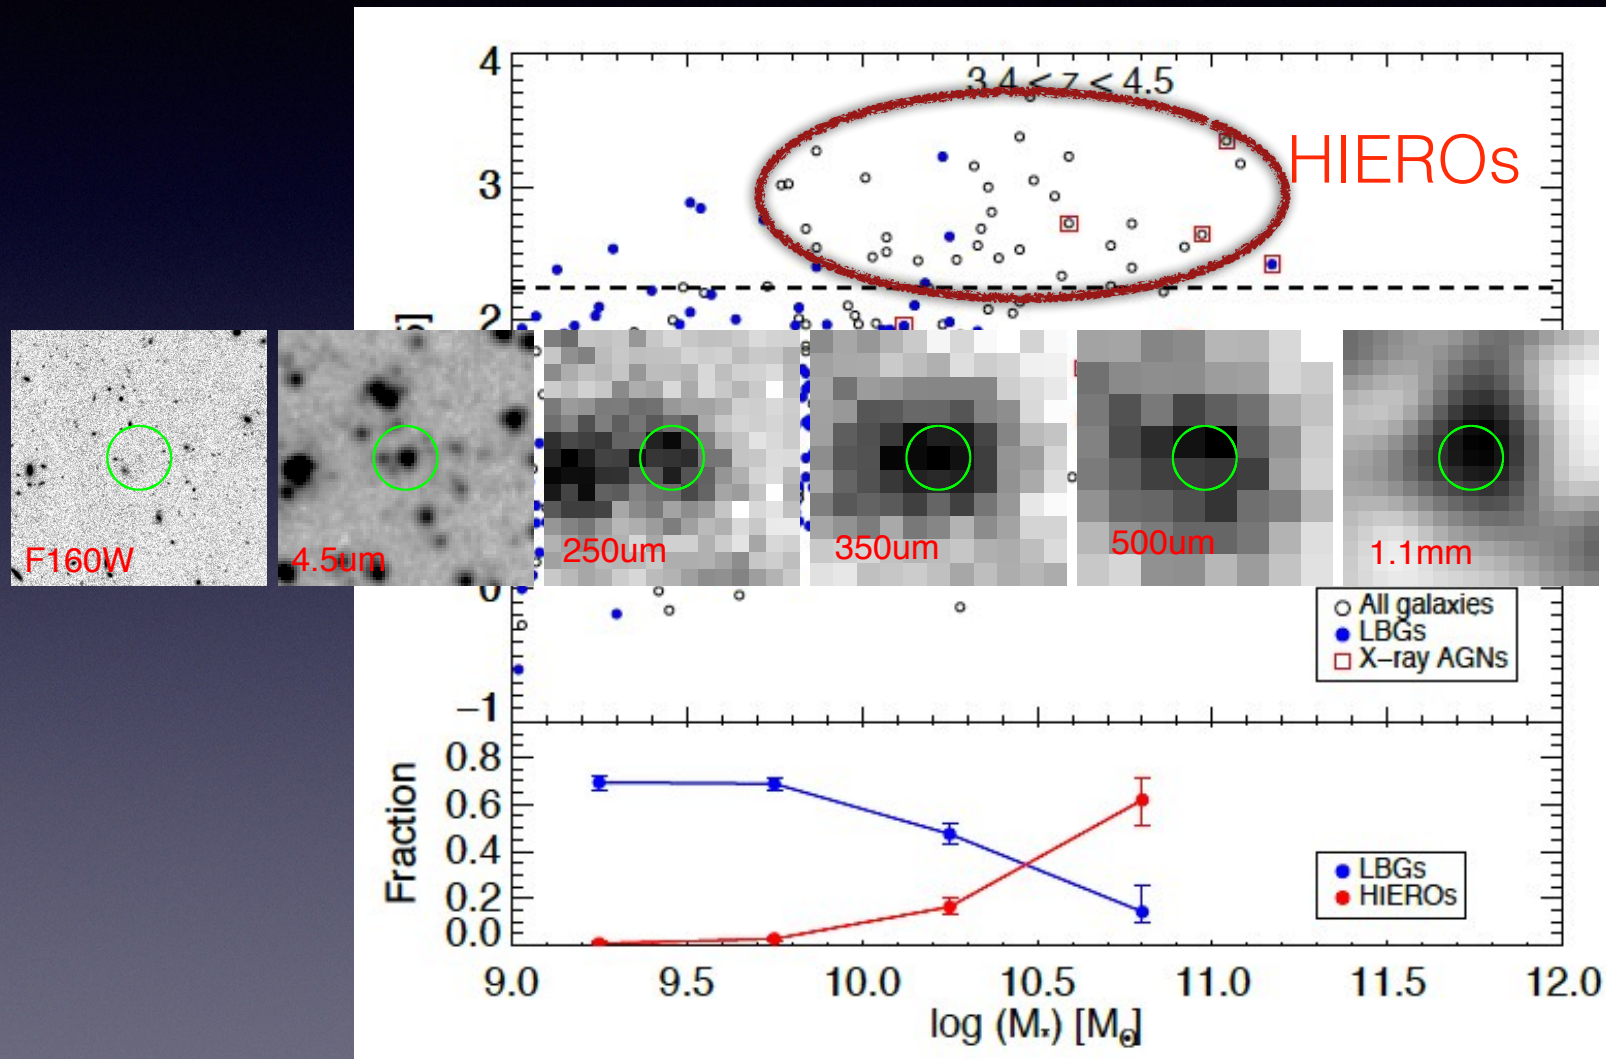 4
3.4 < z < 4.5
HIEROs
3
2
5]
F160W
4.5um
250um
350um
500um
1.1mm
0
All galaxies
LBGs
X-ray AGNs
-1
0.8
0.6
0.4
0.2
0.0
Fraction
LBGs
HIEROs
9.0 9.5 10.0 10.5 11.0 11.5 12.0
log (M*) [M⊙]